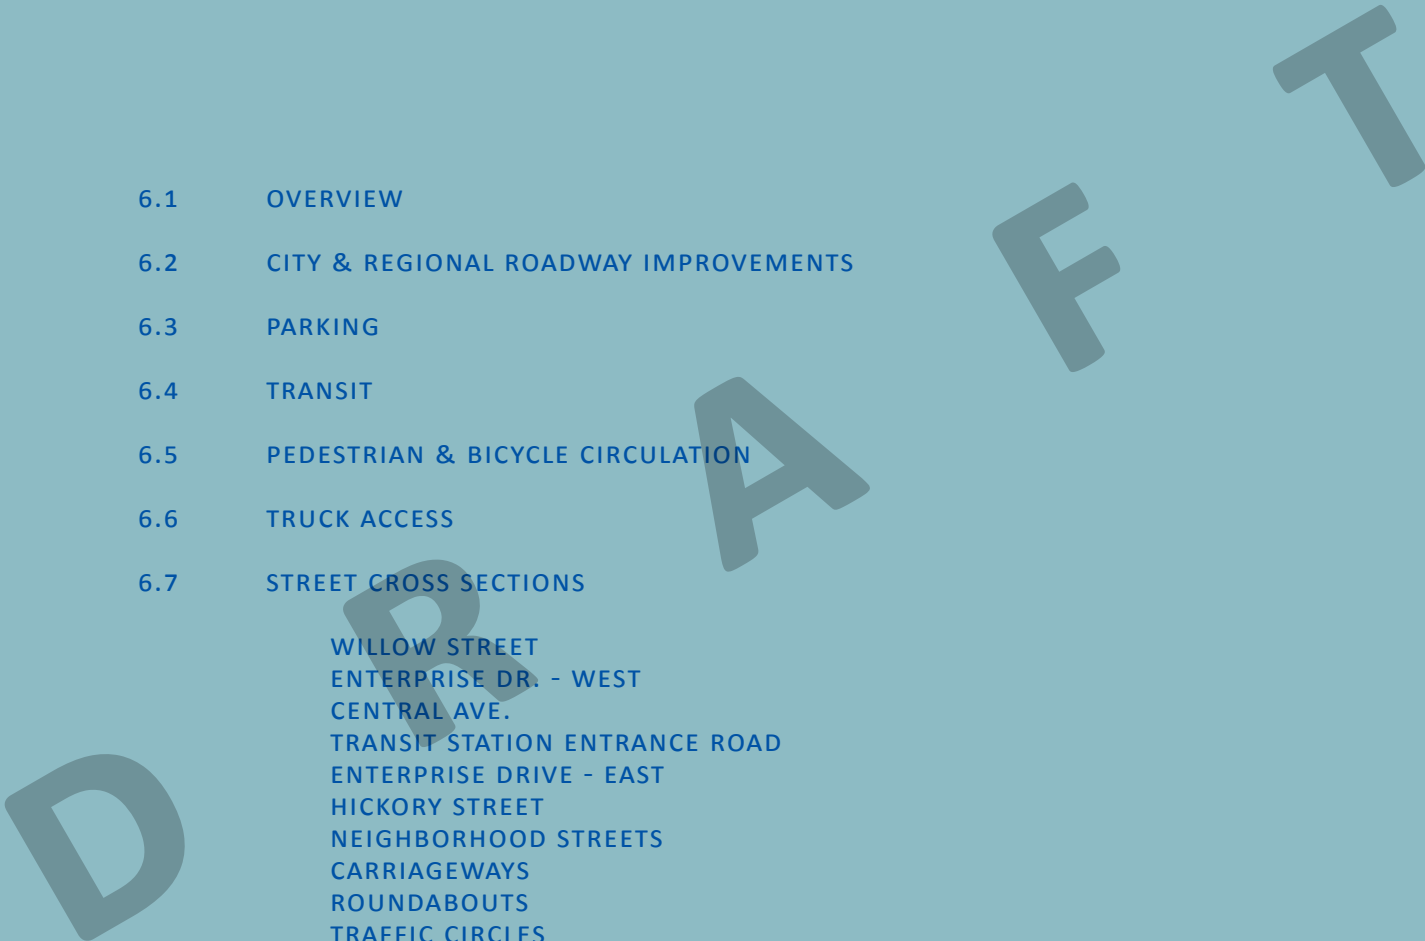 6.1 OVERVIEW
6.2 CITY & REGIONAL ROADWAY IMPROVEMENTS
6.3 PARKING
6.4 TRANSIT
6.5 PEDESTRIAN & BICYCLE CIRCULATION
6.6 TRUCK ACCESS
6.7 STREET CROSS SECTIONS
WILLOW STREET
ENTERPRISE DR. - WEST
CENTRAL AVE.
TRANSIT STATION ENTRANCE ROAD
ENTERPRISE DRIVE - EAST
HICKORY STREET
NEIGHBORHOOD STREETS
CARRIAGEWAYS
ROUNDABOUTS
TRAFFIC CIRCLES
DRAFT